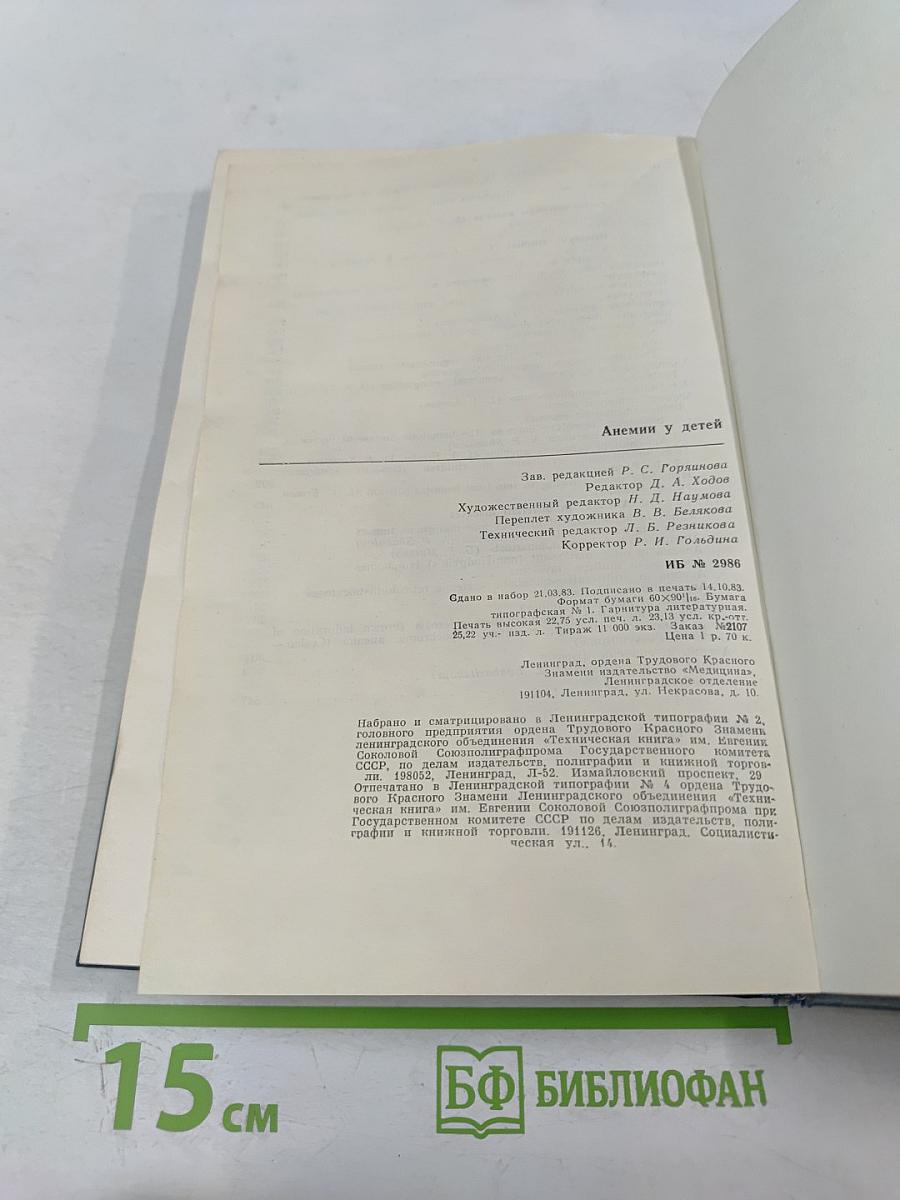 Анемии у детей
Зав. редакцией Р. С. Горяинова
Редактор Д. А. Ходов
Художественный редактор Н. Д. Наумова
Переплет художника В. В. Белякова
Технический редактор Л. Б. Резникова
Корректор Р. И. Гольдина
ИБ № 2986
Сдано в набор 21.03.83. Подписано в печать 14.10.83.
Формат бумаги 60×90¹/₁₆. Бумага
типографская № 1. Гарнитура литературная.
Печать высокая 22,75 усл. печ. л. 23,13 усл. кр.-отт.
25,22 уч.- изд. л. Тираж 11 000 экз. Заказ №2107
Цена 1 р. 70 к.
Ленинград, ордена Трудового Красного
Знамени издательство «Медицина»,
Ленинградское отделение
191104, Ленинград, ул. Некрасова, д. 10.
Набрано и сматрицировано в Ленинградской типографии № 2,
головного предприятия ордена Трудового Красного Знамени
ленинградского объединения «Техническая книга» им. Евгении
Соколовой Союзполиграфпрома Государственного комитета
СССР, по делам издательств, полиграфии и книжной торгов-
ли. 198052, Ленинград, Л-52. Измайловский проспект, 29
Отпечатано в Ленинградской типографии № 4 ордена Трудо-
вого Красного Знамени Ленинградского объединения «Техни-
ческая книга» им. Евгении Соколовой Союзполиграфпрома при
Государственном комитете СССР по делам издательств, поли-
графии и книжной торговли. 191126, Ленинград, Социалисти-
ческая ул., 14.
15 см
БФ БИБЛИОФАН